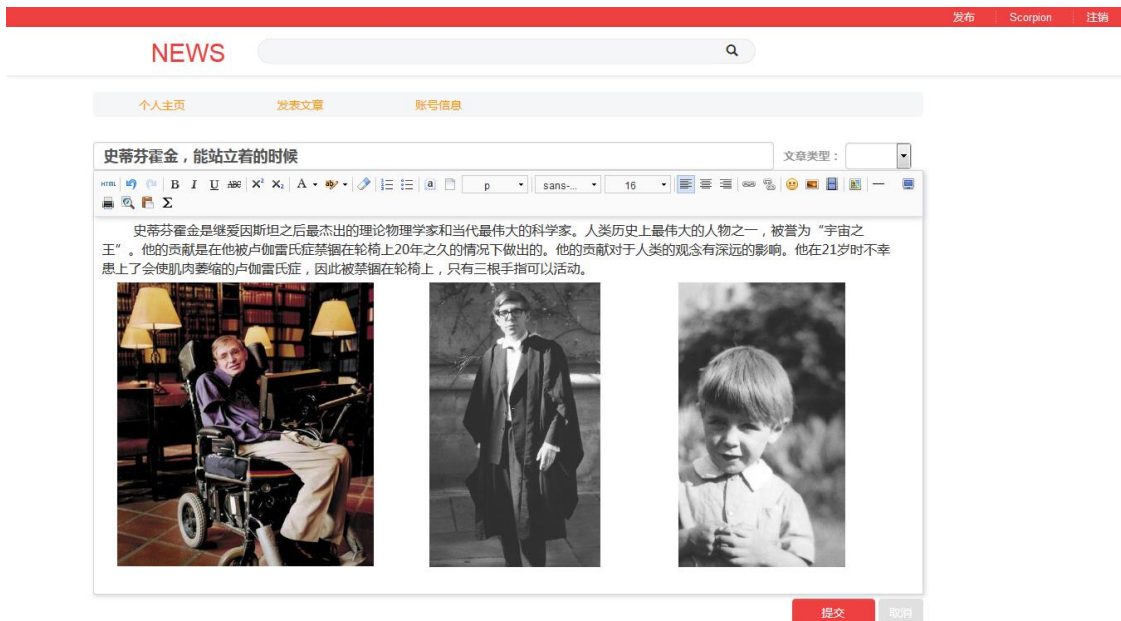 发布 Scorpion 注销
NEWS
个人主页 发表文章 账号信息
史蒂芬霍金，能站立着的时候 文章类型：
HTML B I U ABC X² X₂ A ab a p sans-... 16
Σ
史蒂芬霍金是继爱因斯坦之后最杰出的理论物理学家和当代最伟大的科学家。人类历史上最伟大的人物之一，被誉为“宇宙之
王”。他的贡献是在他被卢伽雷氏症禁锢在轮椅上20年之久的情况下做出的。他的贡献对于人类的观念有深远的影响。他在21岁时不幸
患上了会使肌肉萎缩的卢伽雷氏症，因此被禁锢在轮椅上，只有三根手指可以活动。
提交 取消